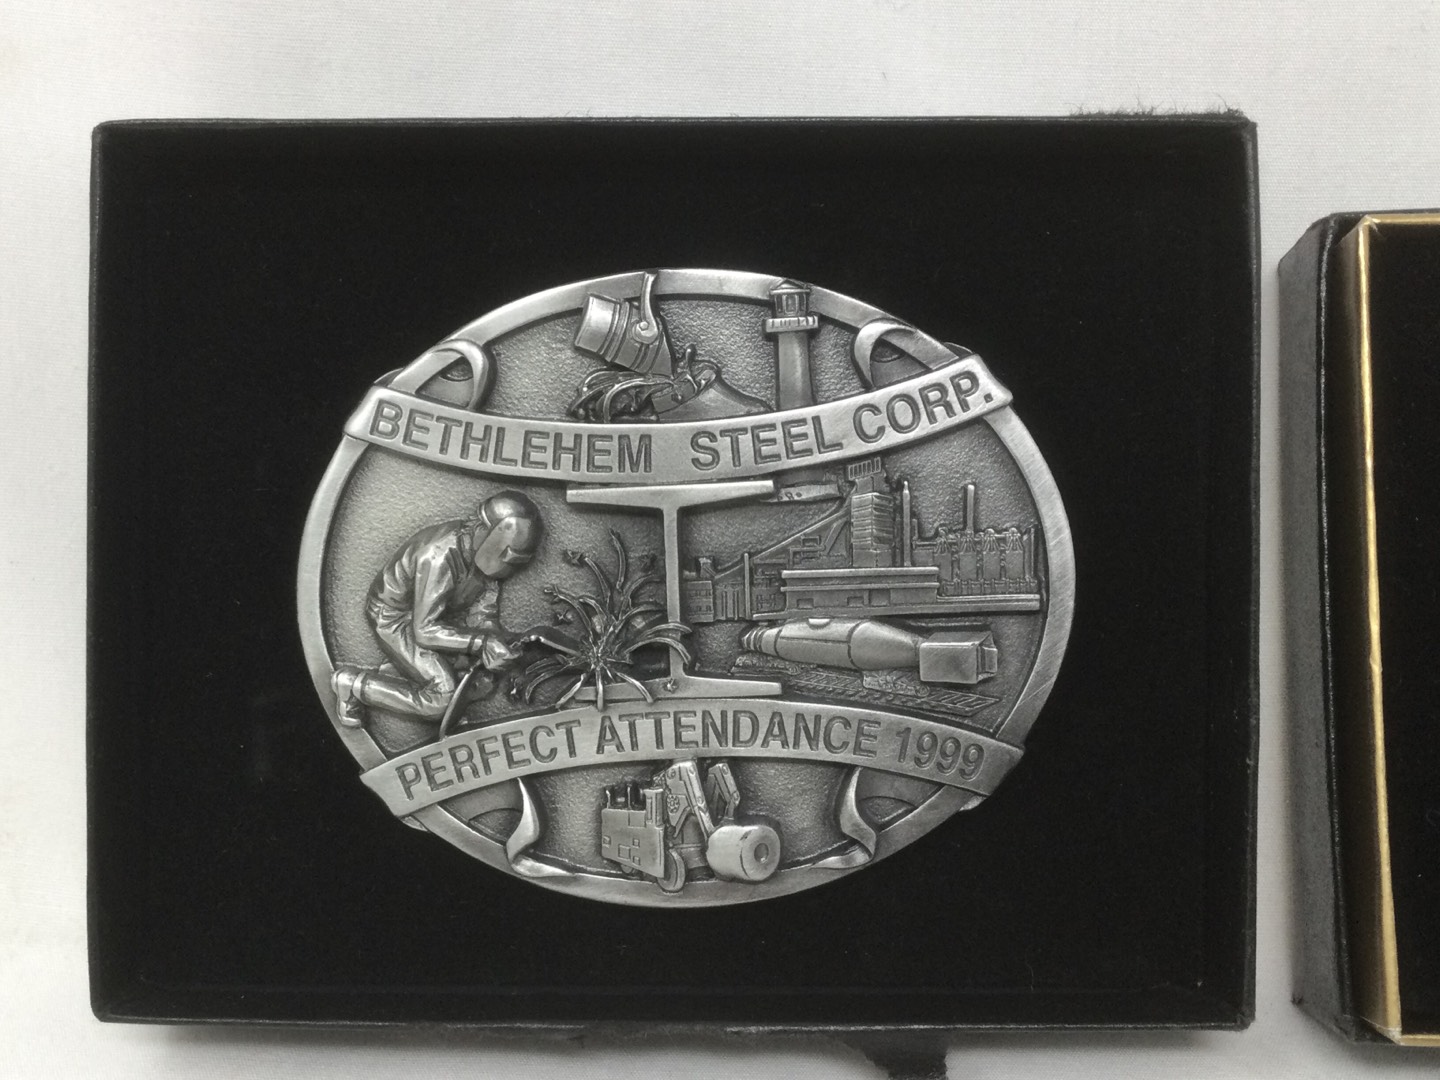 BETHLEHEM STEEL CORP.
PERFECT ATTENDANCE 1999